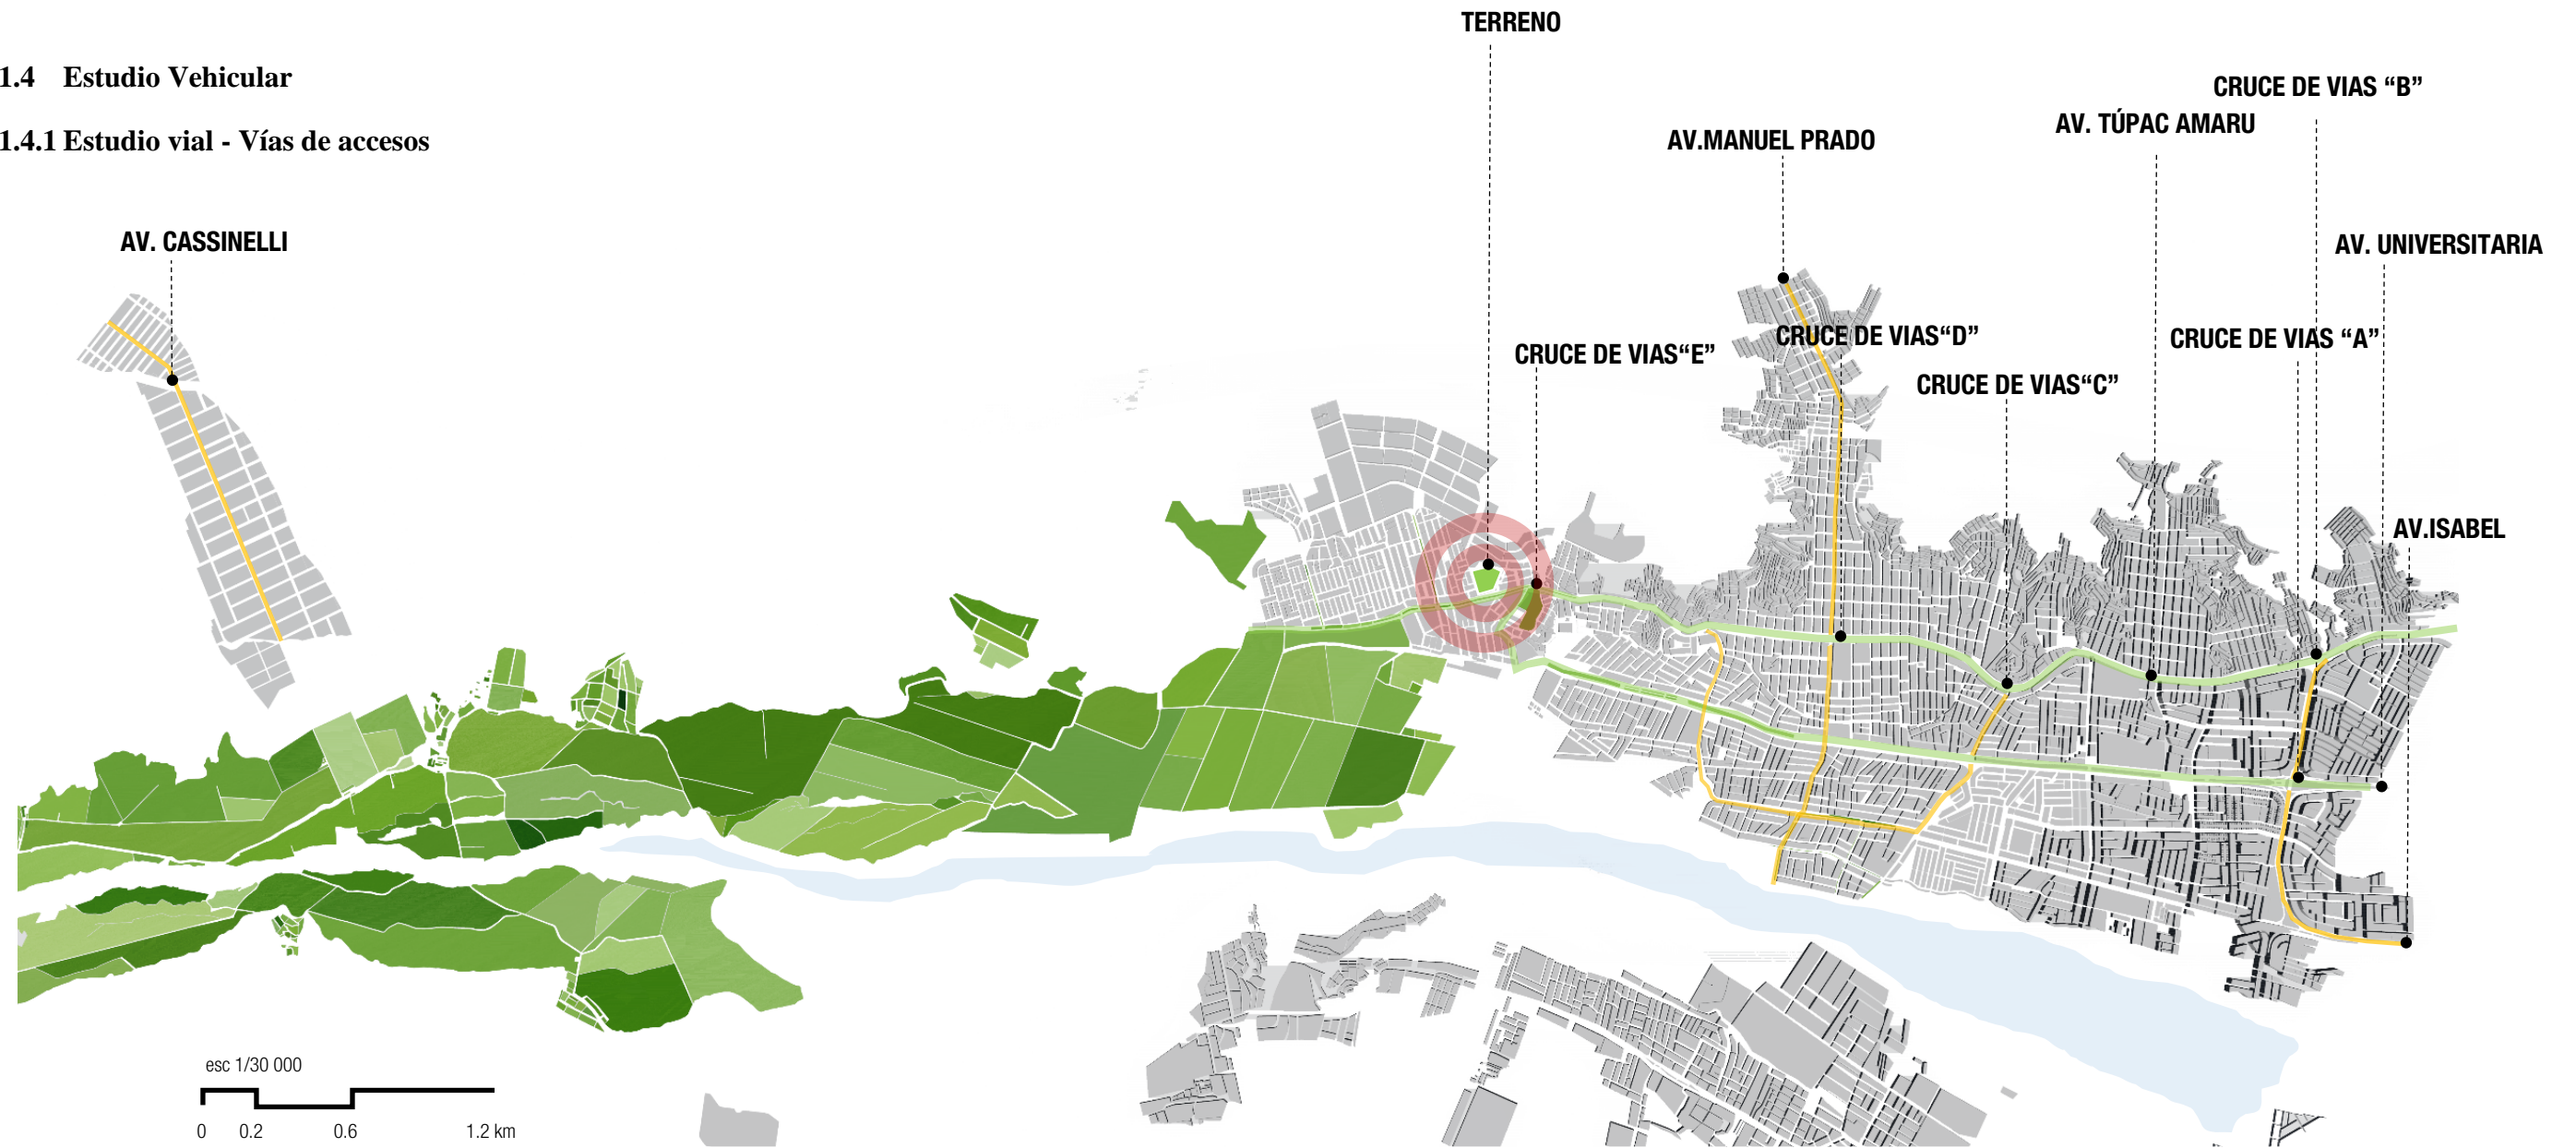 TERRENO
1.4 Estudio Vehicular
CRUCE DE VIAS “B”
AV. TÚPAC AMARU
1.4.1 Estudio vial - Vías de accesos
AV.MANUEL PRADO
AV. CASSINELLI
AV. UNIVERSITARIA
CRUCE DE VIAS“D”
CRUCE DE VIAS “A”
CRUCE DE VIAS“E”
CRUCE DE VIAS“C”
AV.ISABEL
esc 1/30 000
0 0.2 0.6 1.2 km